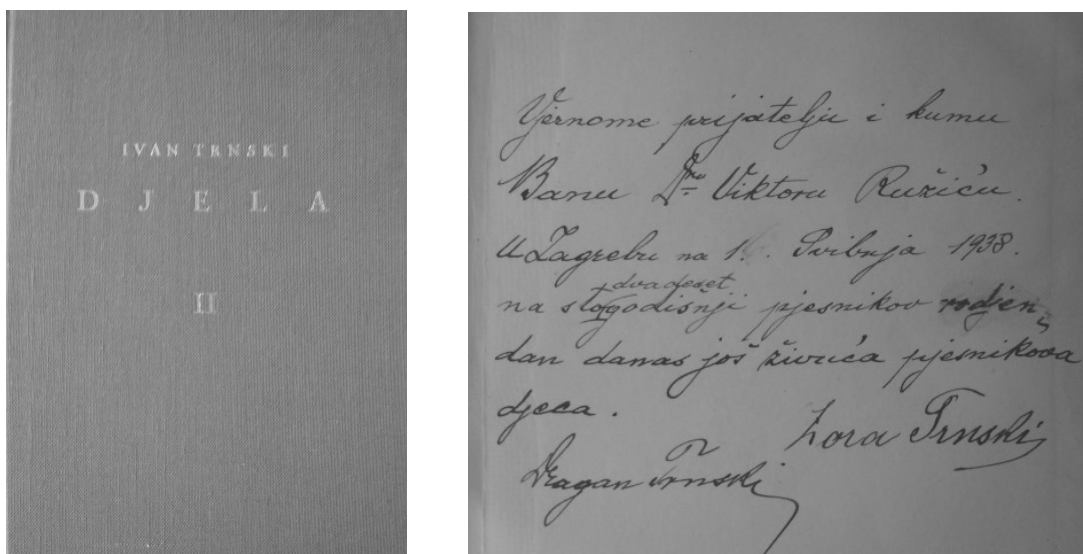 IVAN TRNSKI
DJELA
II
Vjernome prijatelju i kumu
Banu Dru Viktoru Ružiću.
U Zagrebu na 1. Svibnja 1938.
dvadeset
na stogodišnji pjesnikov rodjen-
dan danas još živuća pjesnikova
djeca.
Zora Trnski
Dragan Trnski